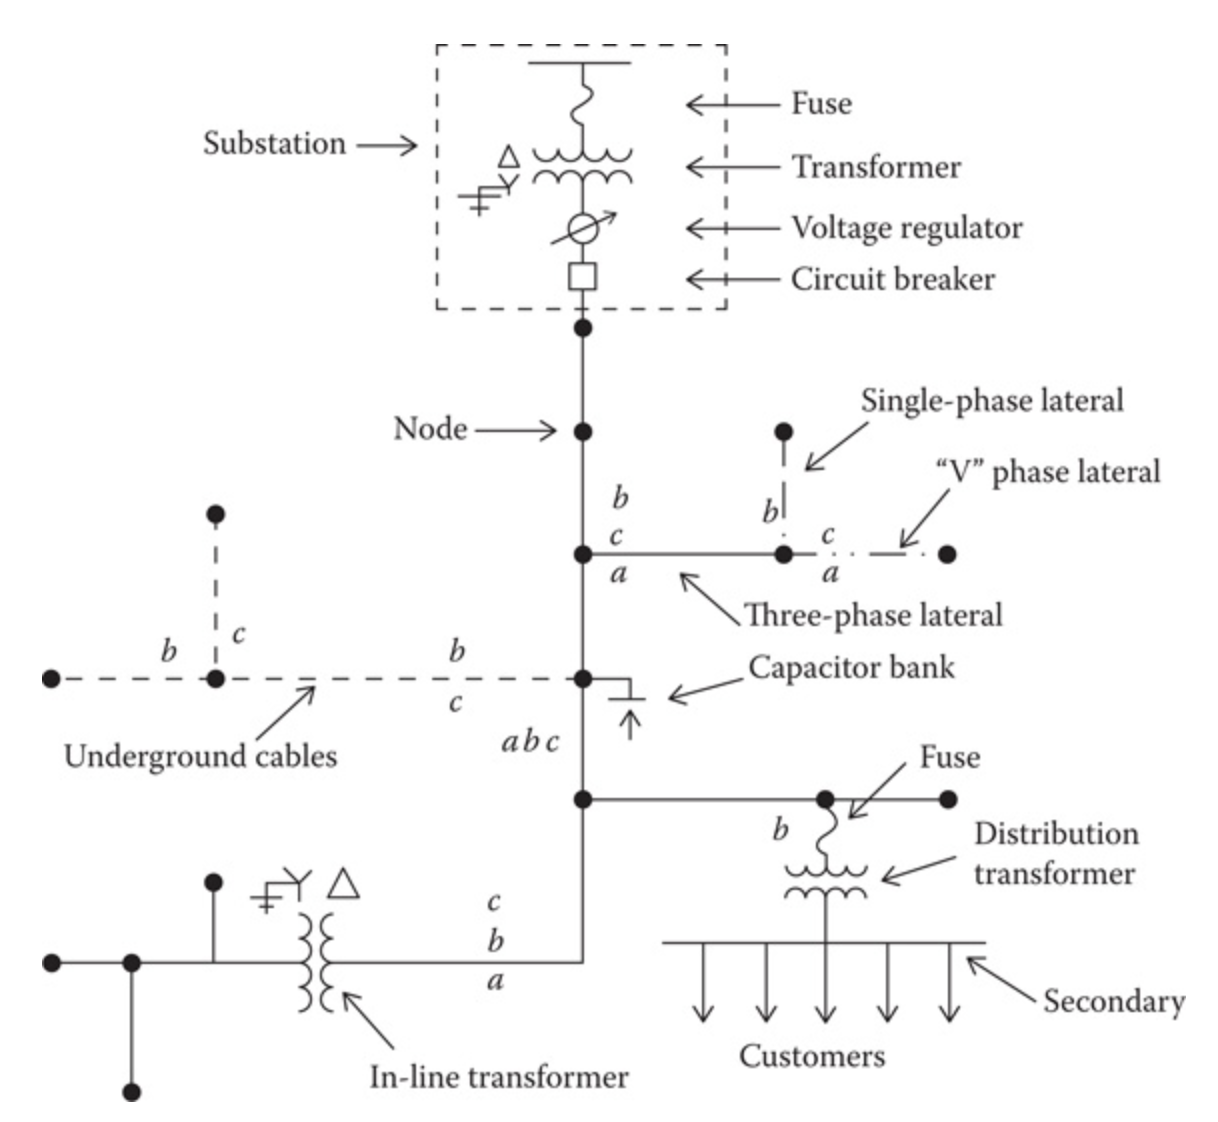 Fuse
Substation
Δ
Transformer
Y
Voltage regulator
Circuit breaker
Single-phase lateral
Node
"V" phase lateral
b
b
c
c
a
a
Three-phase lateral
c
b
b
Capacitor bank
c
a b c
Underground cables
Fuse
b
Distribution
transformer
Y Δ
c
b
a
Secondary
Customers
In-line transformer